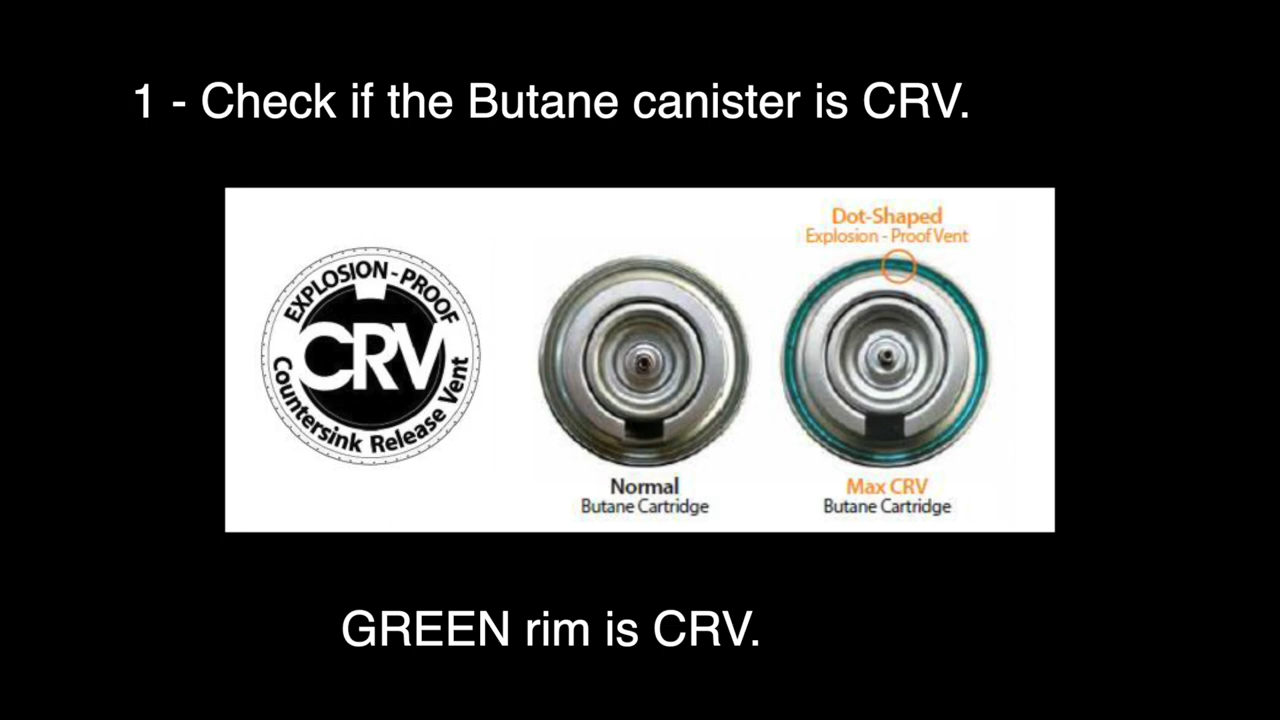 1 - Check if the Butane canister is CRV.
EXPLOSION - PROOF
CRV
Countersink Release Vent
Normal
Butane Cartridge
Dot-Shaped
Explosion - Proof Vent
Max CRV
Butane Cartridge
GREEN rim is CRV.